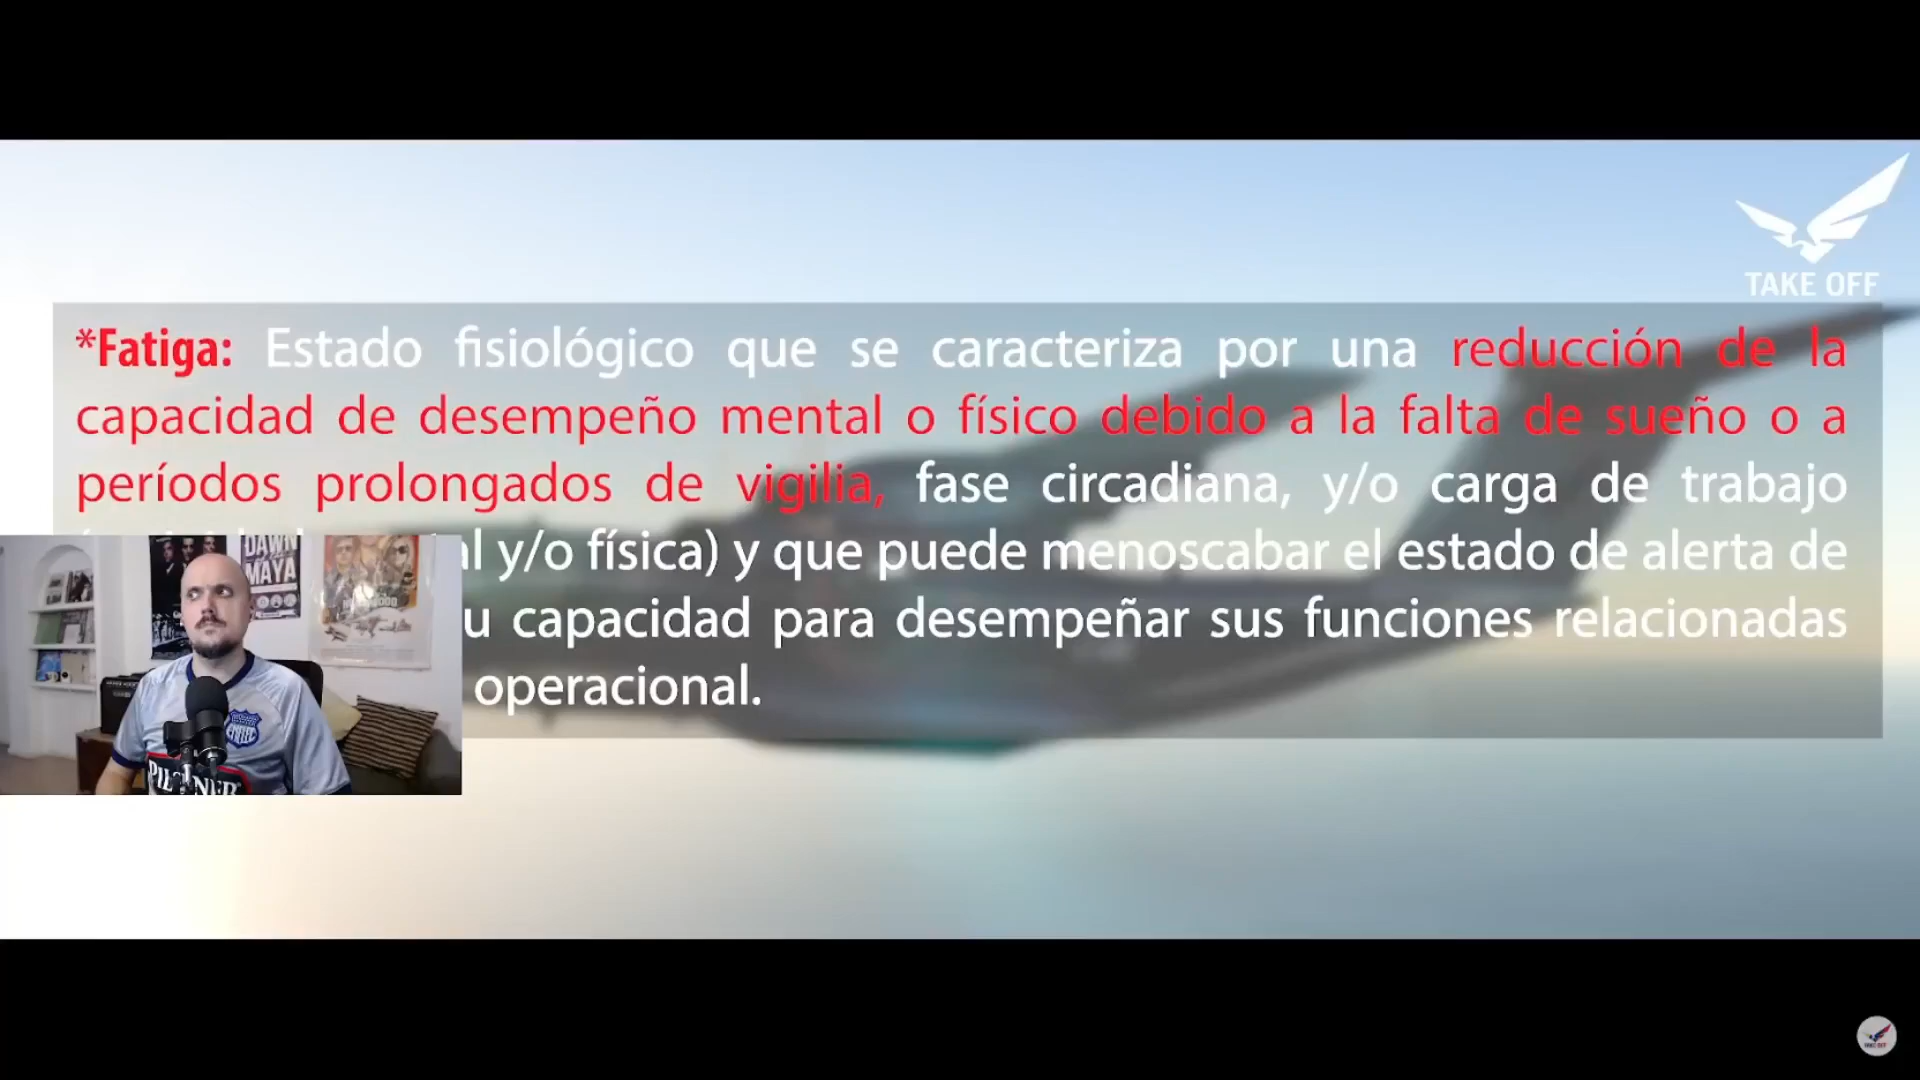 TAKE OFF
*Fatiga: Estado fisiológico que se caracteriza por una reducción de la
capacidad de desempeño mental o físico debido a la falta de sueño o a
períodos prolongados de vigilia, fase circadiana, y/o carga de trabajo
y/o física) y que puede menoscabar el estado de alerta de
capacidad para desempeñar sus funciones relacionadas
operacional.
DAWN
MAYA